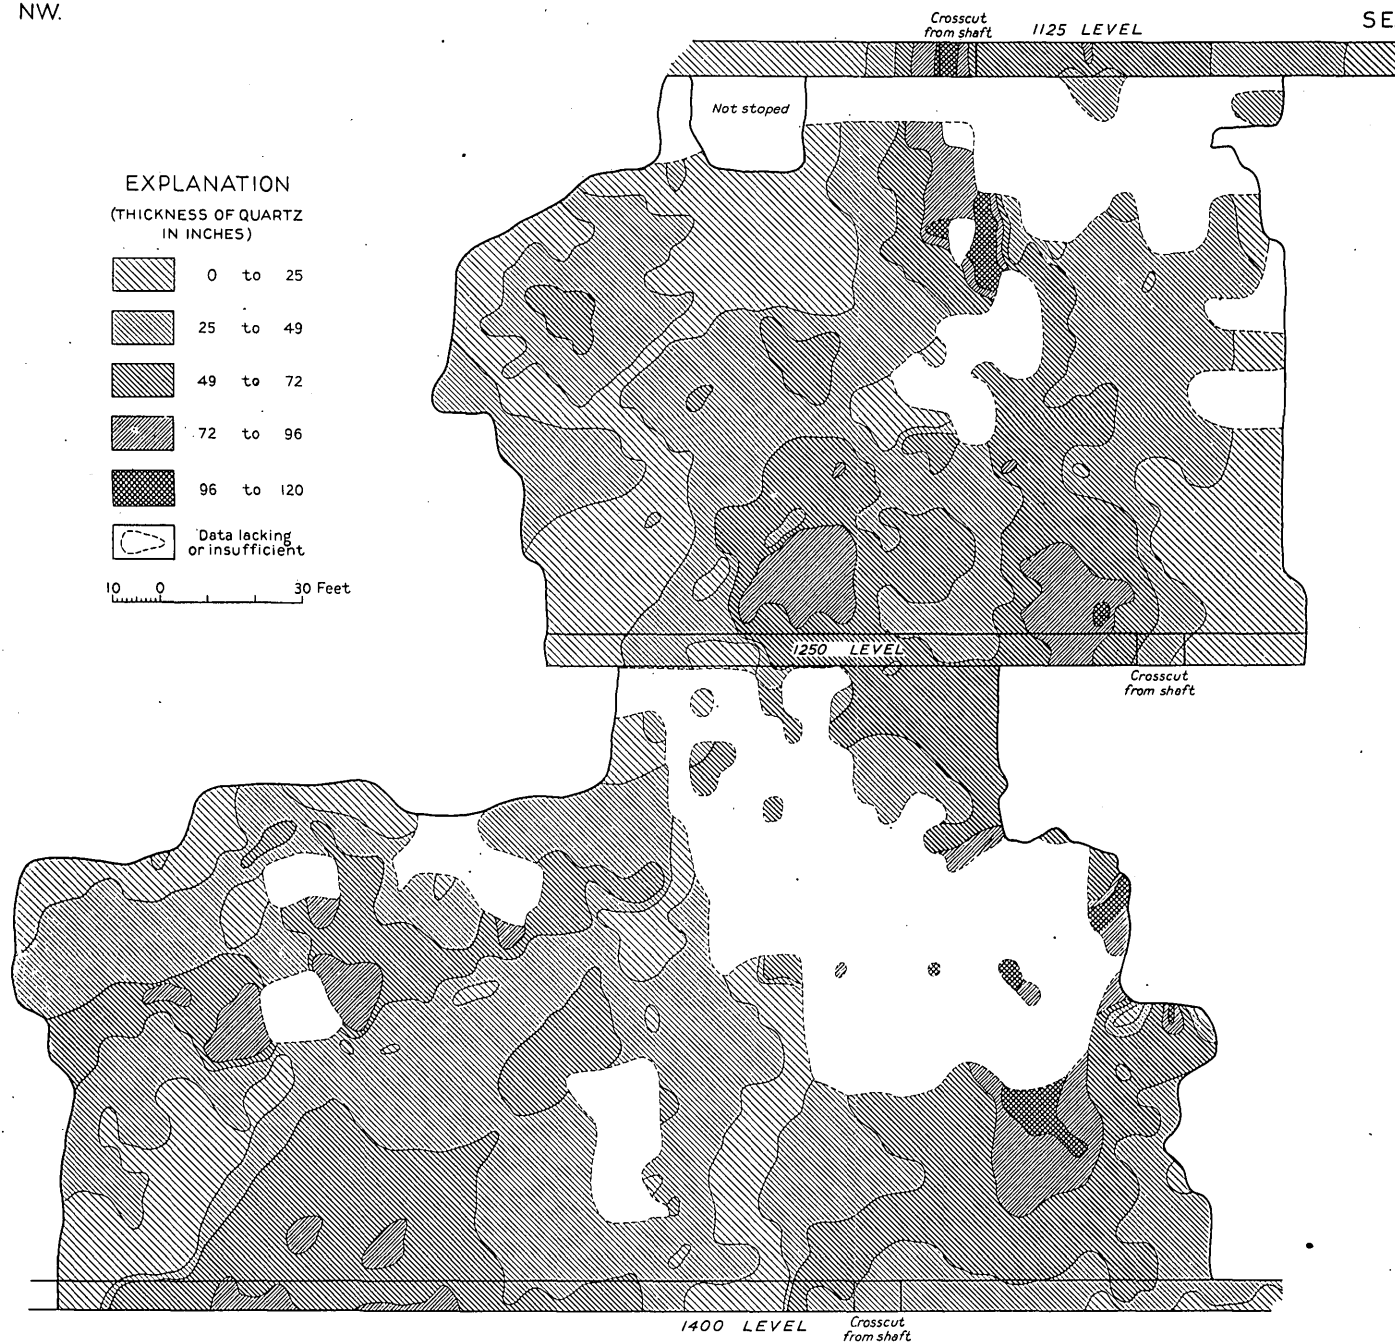 NW.
SE
Crosscut
from shaft
1125 LEVEL
Not stoped
EXPLANATION
(THICKNESS OF QUARTZ
IN INCHES)
0 to 25
25 to 49
49 to 72
72 to 96
96 to 120
Data lacking
or insufficient
10 0 30 Feet
1250 LEVEL
Crosscut
from shaft
1400 LEVEL
Crosscut
from shaft